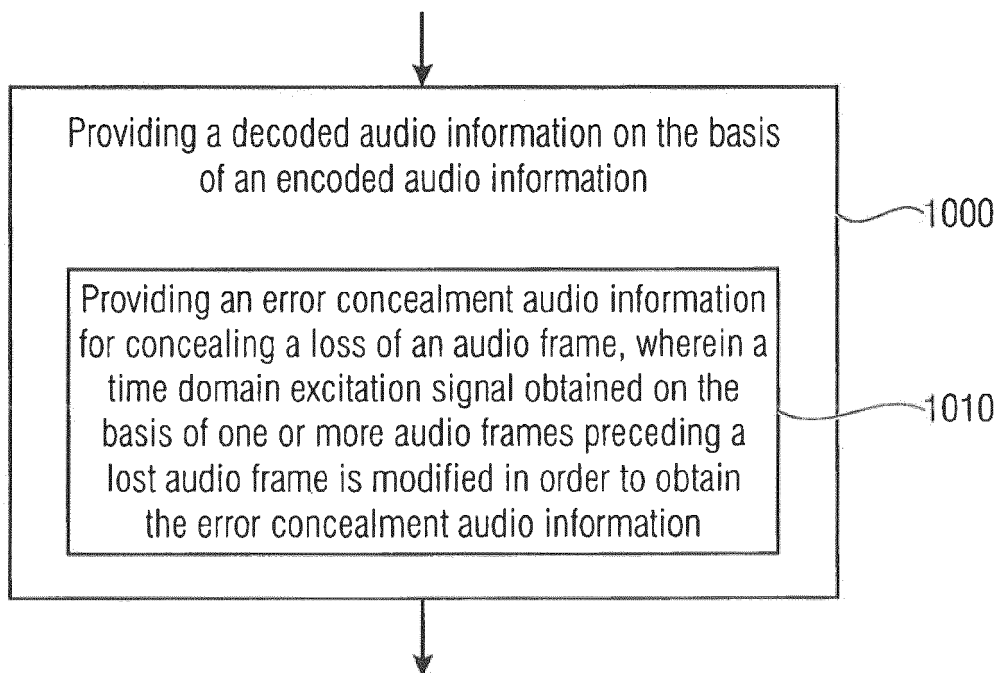 Providing a decoded audio information on the basis
of an encoded audio information
1000
Providing an error concealment audio information
for concealing a loss of an audio frame, wherein a
time domain excitation signal obtained on the
basis of one or more audio frames preceding a
lost audio frame is modified in order to obtain
the error concealment audio information
1010